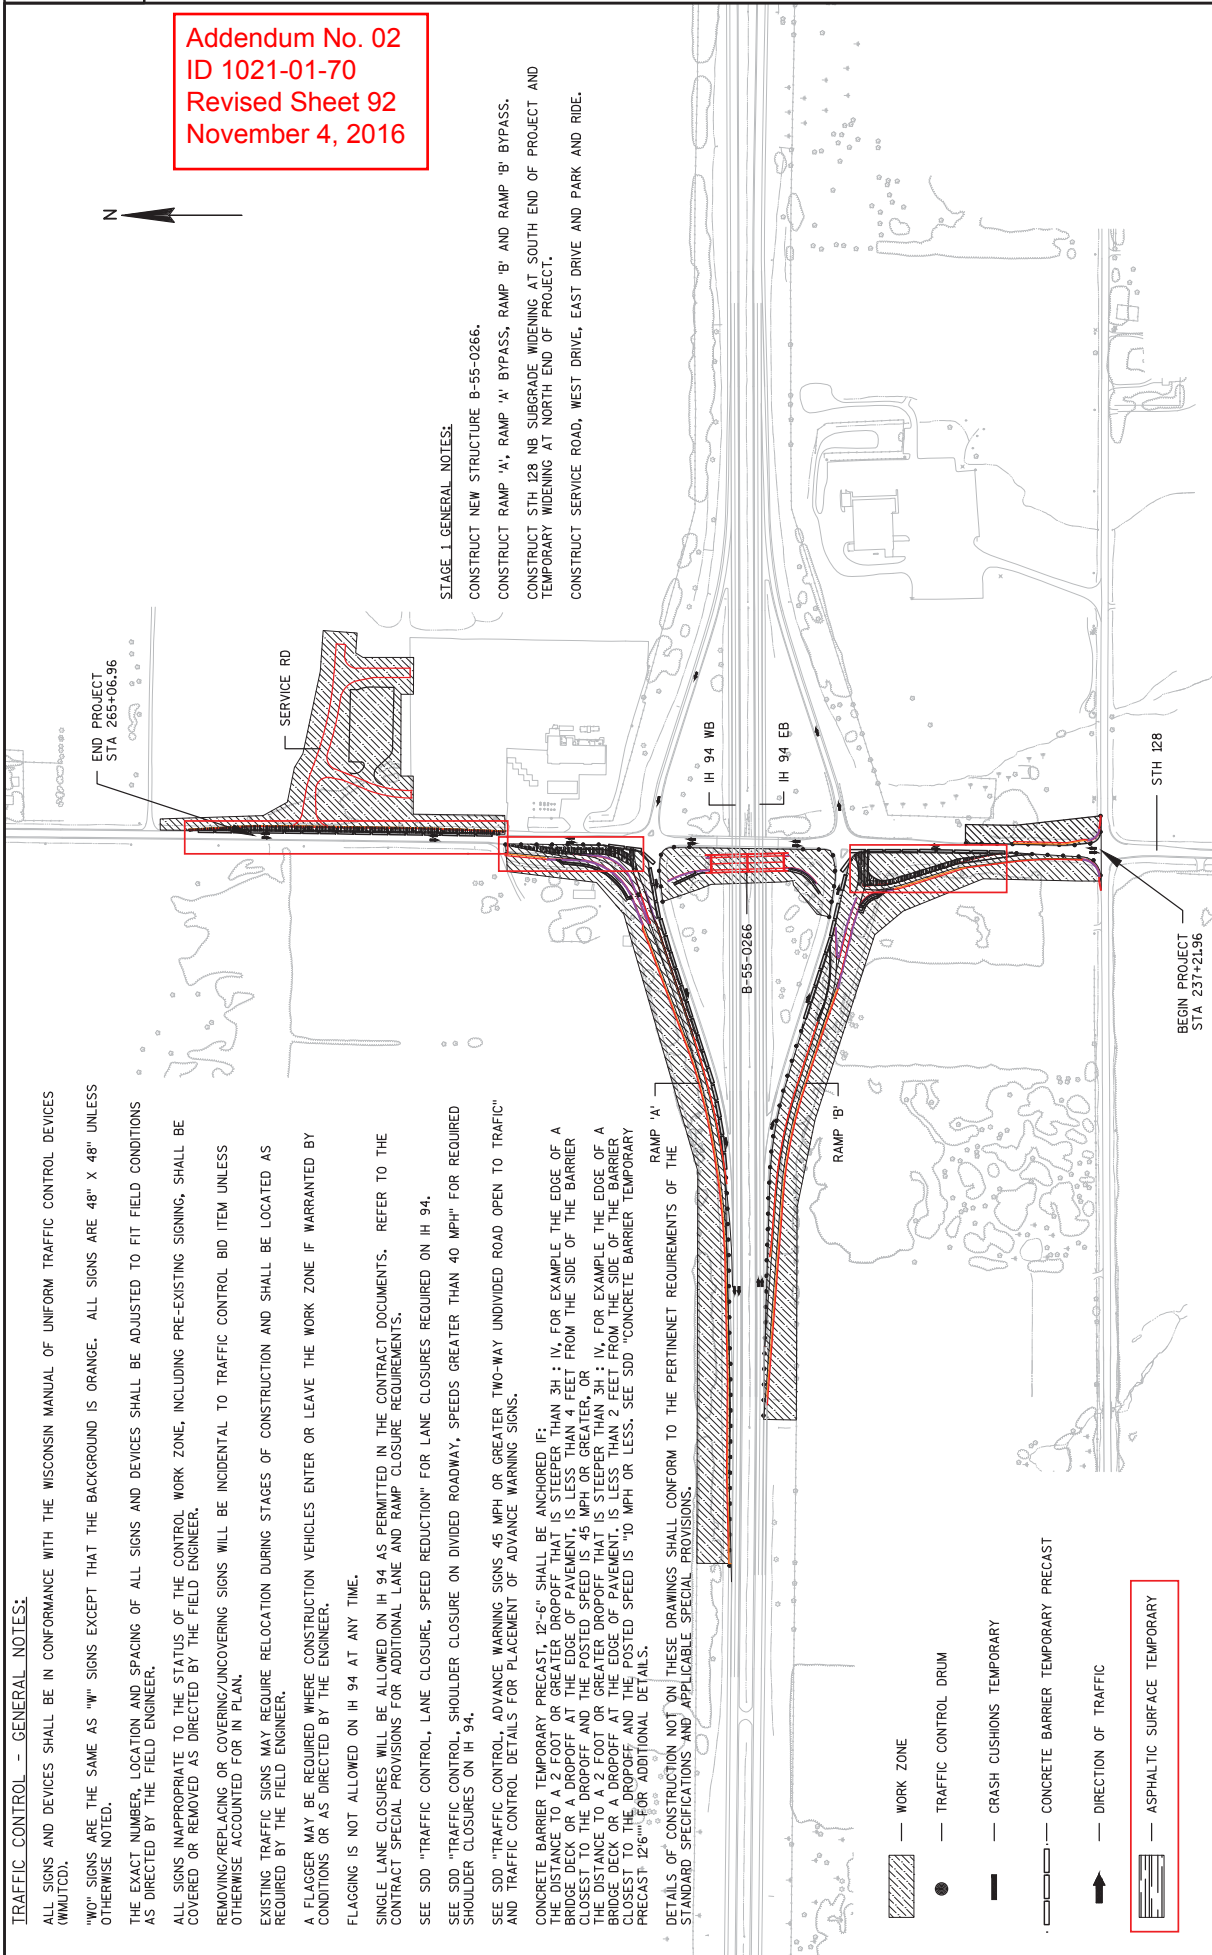 Addendum No. 02
ID 1021-01-70
Revised Sheet 92
November 4, 2016
N
TRAFFIC CONTROL - GENERAL NOTES:
ALL SIGNS AND DEVICES SHALL BE IN CONFORMANCE WITH THE WISCONSIN MANUAL OF UNIFORM TRAFFIC CONTROL DEVICES
(WMUTCD).
"WO" SIGNS ARE THE SAME AS "W" SIGNS EXCEPT THAT THE BACKGROUND IS ORANGE. ALL SIGNS ARE 48" X 48" UNLESS
OTHERWISE NOTED.
THE EXACT NUMBER, LOCATION AND SPACING OF ALL SIGNS AND DEVICES SHALL BE ADJUSTED TO FIT FIELD CONDITIONS
AS DIRECTED BY THE FIELD ENGINEER.
ALL SIGNS INAPPROPRIATE TO THE STATUS OF THE CONTROL WORK ZONE, INCLUDING PRE-EXISTING SIGNING, SHALL BE
COVERED OR REMOVED AS DIRECTED BY THE FIELD ENGINEER.
REMOVING/REPLACING OR COVERING/UNCOVERING SIGNS WILL BE INCIDENTAL TO TRAFFIC CONTROL BID ITEM UNLESS
OTHERWISE ACCOUNTED FOR IN PLAN.
EXISTING TRAFFIC SIGNS MAY REQUIRE RELOCATION DURING STAGES OF CONSTRUCTION AND SHALL BE LOCATED AS
REQUIRED BY THE FIELD ENGINEER.
A FLAGGER MAY BE REQUIRED WHERE CONSTRUCTION VEHICLES ENTER OR LEAVE THE WORK ZONE IF WARRANTED BY
CONDITIONS OR AS DIRECTED BY THE ENGINEER.
FLAGGING IS NOT ALLOWED ON IH 94 AT ANY TIME.
SINGLE LANE CLOSURES WILL BE ALLOWED ON IH 94 AS PERMITTED IN THE CONTRACT DOCUMENTS. REFER TO THE
CONTRACT SPECIAL PROVISIONS FOR ADDITIONAL LANE AND RAMP CLOSURE REQUIREMENTS.
SEE SDD "TRAFFIC CONTROL, LANE CLOSURE, SPEED REDUCTION" FOR LANE CLOSURES REQUIRED ON IH 94.
SEE SDD "TRAFFIC CONTROL, SHOULDER CLOSURE ON DIVIDED ROADWAY, SPEEDS GREATER THAN 40 MPH" FOR REQUIRED
SHOULDER CLOSURES ON IH 94.
SEE SDD "TRAFFIC CONTROL, ADVANCE WARNING SIGNS 45 MPH OR GREATER TWO-WAY UNDIVIDED ROAD OPEN TO TRAFIC"
AND TRAFFIC CONTROL DETAILS FOR PLACEMENT OF ADVANCE WARNING SIGNS.
CONCRETE BARRIER TEMPORARY PRECAST, 12'-6" SHALL BE ANCHORED IF:
THE DISTANCE TO A 2 FOOT OR GREATER DROPOFF THAT IS STEEPER THAN 3H : IV, FOR EXAMPLE THE EDGE OF A
BRIDGE DECK OR A DROPOFF AT THE EDGE OF PAVEMENT, IS LESS THAN 4 FEET FROM THE SIDE OF THE BARRIER
CLOSEST TO THE DROPOFF AND THE POSTED SPEED IS 45 MPH OR GREATER, OR
THE DISTANCE TO A 2 FOOT OR GREATER DROPOFF THAT IS STEEPER THAN 3H : IV, FOR EXAMPLE THE EDGE OF A
BRIDGE DECK OR A DROPOFF AT THE EDGE OF PAVEMENT, IS LESS THAN 2 FEET FROM THE SIDE OF THE BARRIER
CLOSEST TO THE DROPOFF AND THE POSTED SPEED IS "10 MPH OR LESS. SEE SDD "CONCRETE BARRIER TEMPORARY
PRECAST 12'6"" FOR ADDITIONAL DETAILS.
DETAILS OF CONSTRUCTION NOT ON THESE DRAWINGS SHALL CONFORM TO THE PERTINENET REQUIREMENTS OF THE
STANDARD SPECIFICATIONS AND APPLICABLE SPECIAL PROVISIONS.
STAGE 1 GENERAL NOTES:
CONSTRUCT NEW STRUCTURE B-55-0266.
CONSTRUCT RAMP 'A', RAMP 'A' BYPASS, RAMP 'B' AND RAMP 'B' BYPASS.
CONSTRUCT STH 128 NB SUBGRADE WIDENING AT SOUTH END OF PROJECT AND
TEMPORARY WIDENING AT NORTH END OF PROJECT.
CONSTRUCT SERVICE ROAD, WEST DRIVE, EAST DRIVE AND PARK AND RIDE.
END PROJECT
STA 265+06.96
SERVICE RD
IH 94 WB
IH 94 EB
B-55-0266
RAMP 'A'
RAMP 'B'
STH 128
BEGIN PROJECT
STA 237+21.96
WORK ZONE
TRAFFIC CONTROL DRUM
CRASH CUSHIONS TEMPORARY
CONCRETE BARRIER TEMPORARY PRECAST
DIRECTION OF TRAFFIC
ASPHALTIC SURFACE TEMPORARY